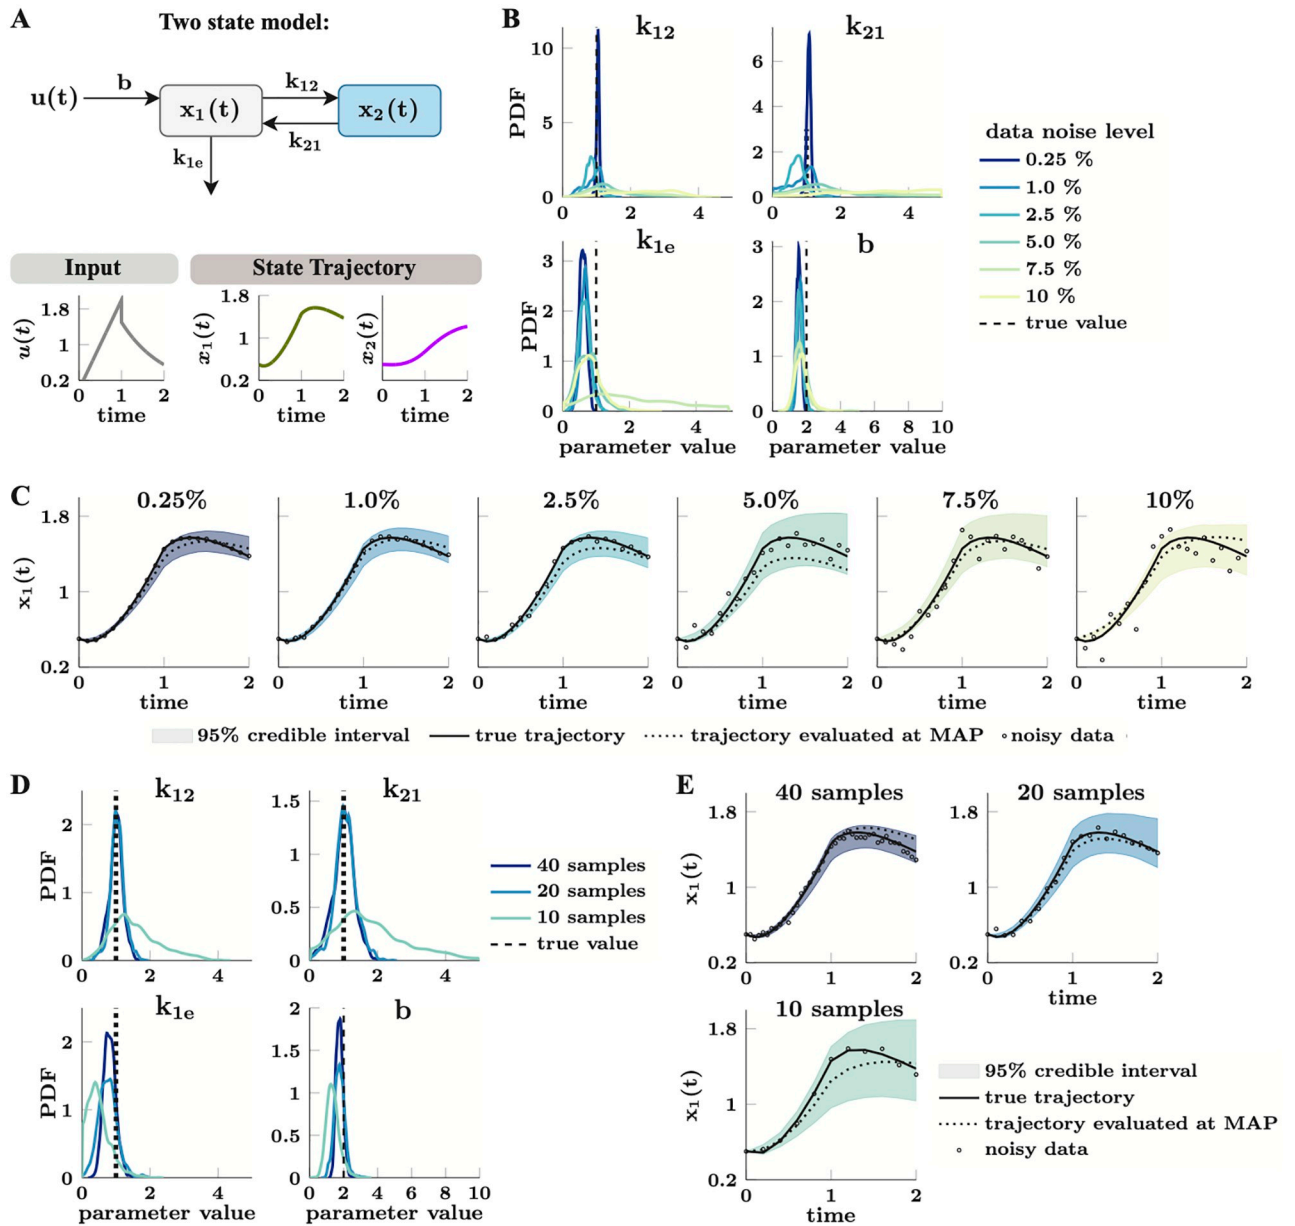 A
Two state model:
u(t)
b
x1(t)
k12
k21
x2(t)
k1e
Input
State Trajectory
u(t)
1.8
1
0.2
0 1 2
time
x1(t)
1.8
1
0.2
0 1 2
time
x2(t)
1
0.2
0 1 2
time
B
k12
PDF
10
5
0
0 2 4
k21
6
4
2
0
0 2 4
k1e
PDF
3
2
1
0
0 2 4
parameter value
b
3
2
1
0
0 2 4 6 8 10
parameter value
data noise level
0.25 %
1.0 %
2.5 %
5.0 %
7.5 %
10 %
true value
C
0.25% 1.0% 2.5% 5.0% 7.5% 10%
x1(t)
1.8 1.8 1.8
1 1 1 1 1 1
0.2
0 1 2 0 1 2 0 1 2 0 1 2 0 1 2 0 1 2
time time time time time time
95% credible interval true trajectory trajectory evaluated at MAP noisy data
D
k12
PDF
2
1
0
0 2 4
k21
1.5
1
0.5
0
0 2 4
40 samples
20 samples
10 samples
true value
k1e
PDF
2
1
0
0 2 4
parameter value
b
2
1.5
1
0.5
0
0 2 4 6 8 10
parameter value
E
40 samples
x1(t)
1.8
1
0.2
0 1 2
20 samples
1.8
1
0.2
0 1 2
time
10 samples
x1(t)
1.8
1
0.2
0 1 2
time
95% credible interval
true trajectory
trajectory evaluated at MAP
noisy data